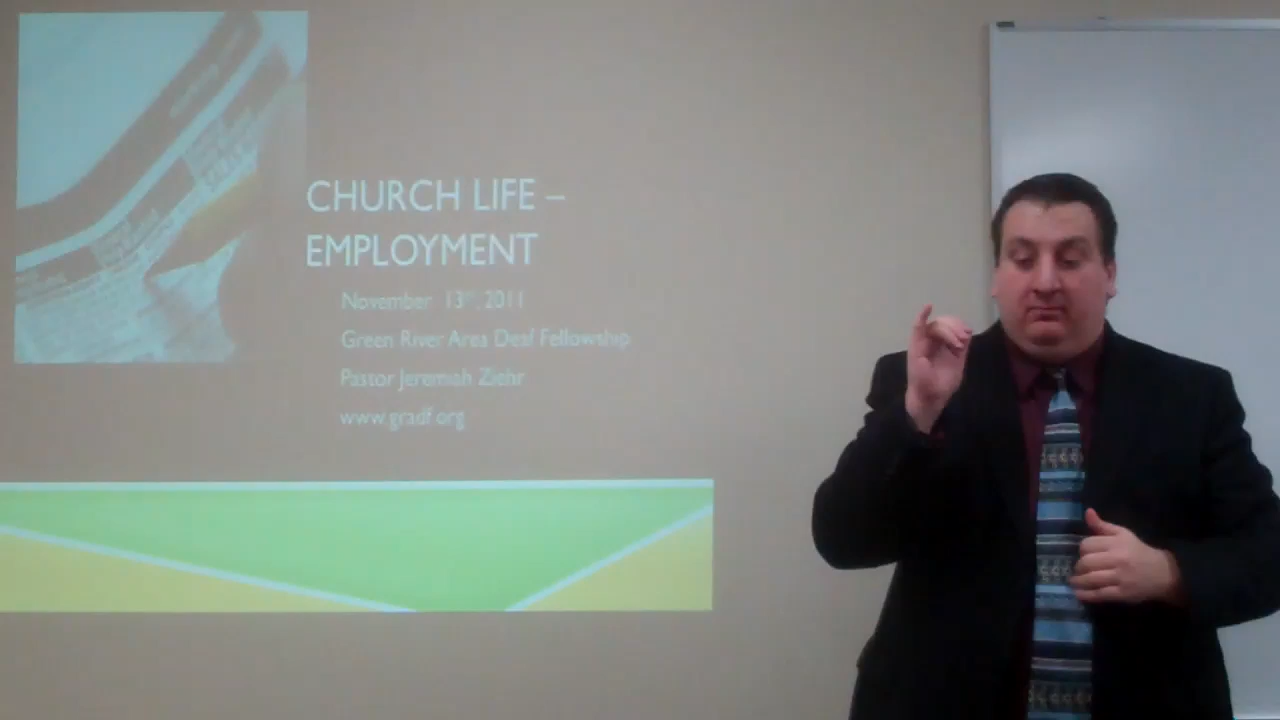 CHURCH LIFE –
EMPLOYMENT
November 13th, 2011
Green River Area Deaf Fellowship
Pastor Jeremiah Ziehr
www.gradf.org